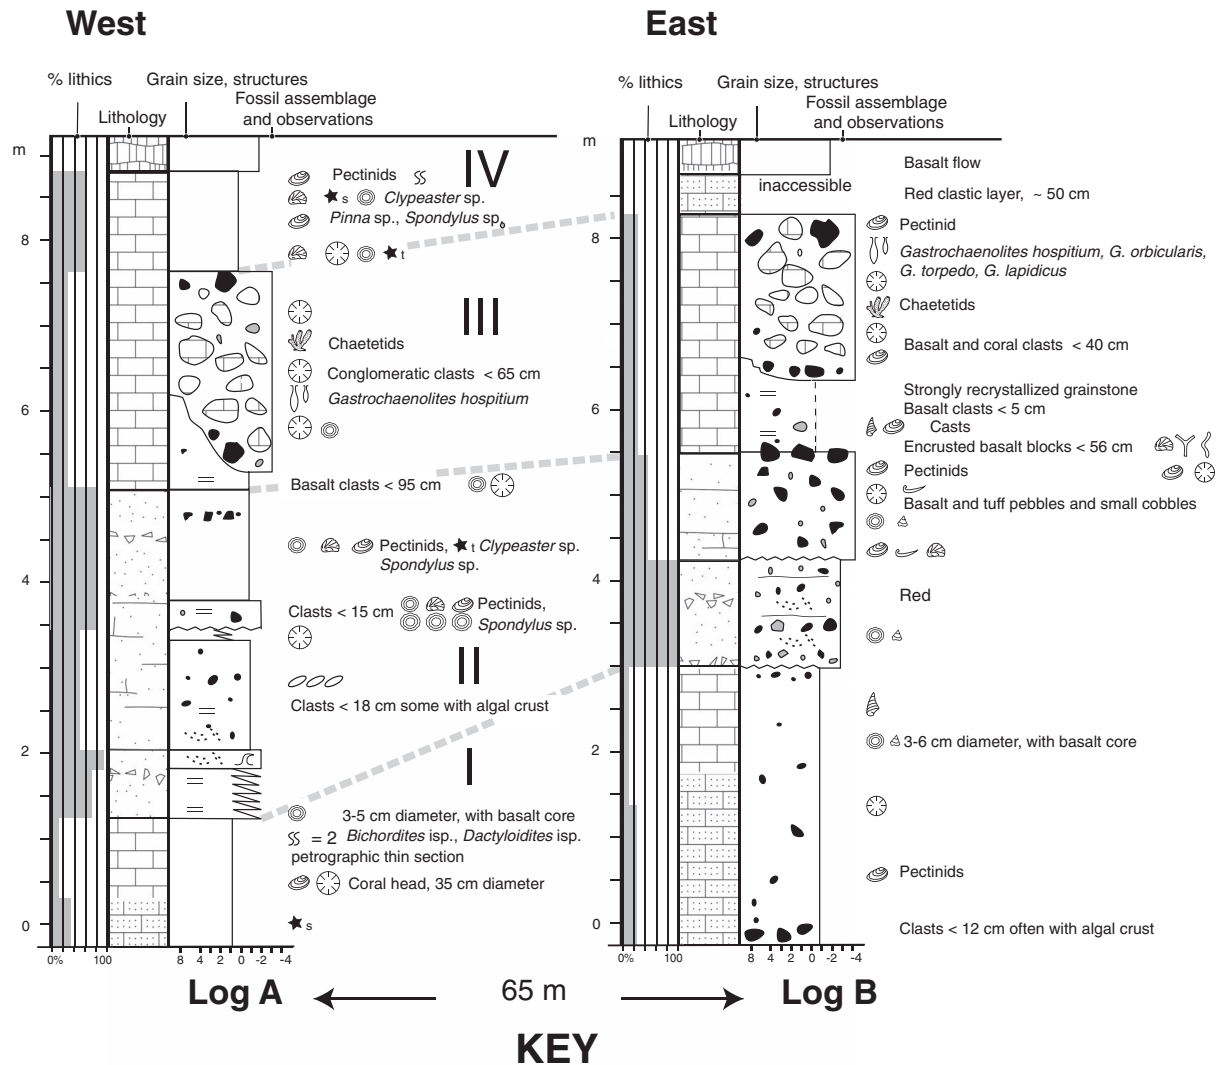 West
East
% lithics
Grain size, structures
Fossil assemblage
and observations
Lithology
% lithics
Grain size, structures
Fossil assemblage
and observations
Lithology
m
8
6
4
2
0
IV
Pectinids
s
Clypeaster sp.
Pinna sp., Spondylus sp.
t
III
Chaetetids
Conglomeratic clasts < 65 cm
Gastrochaenolites hospitium
Basalt clasts < 95 cm
Pectinids,
t Clypeaster sp.
Spondylus sp.
Clasts < 15 cm
Pectinids,
Spondylus sp.
II
Clasts < 18 cm some with algal crust
I
3-5 cm diameter, with basalt core
= 2 Bichordites isp., Dactyloidites isp.
petrographic thin section
Coral head, 35 cm diameter
s
0%
100
8 4 2 0 -2 -4
m
8
6
4
2
0
inaccessible
Basalt flow
Red clastic layer, ~ 50 cm
Pectinid
Gastrochaenolites hospitium, G. orbicularis,
G. torpedo, G. lapidicus
Chaetetids
Basalt and coral clasts < 40 cm
Strongly recrystallized grainstone
Basalt clasts < 5 cm
Casts
Encrusted basalt blocks < 56 cm
Pectinids
Basalt and tuff pebbles and small cobbles
Red
3-6 cm diameter, with basalt core
Pectinids
Clasts < 12 cm often with algal crust
0%
100
8 4 2 0 -2 -4
Log A
65 m
Log B
KEY